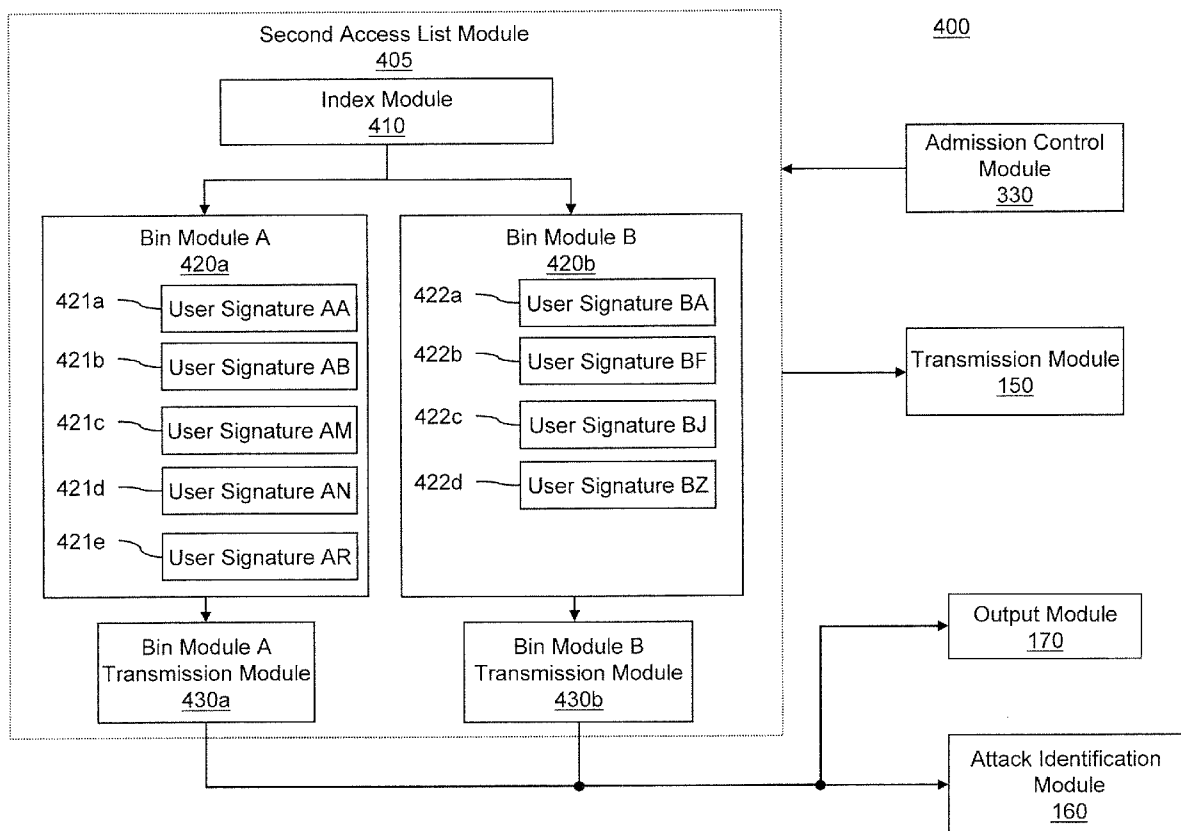 400
Second Access List Module
405
Index Module
410
Admission Control
Module
330
Bin Module A
420a
421a
User Signature AA
421b
User Signature AB
421c
User Signature AM
421d
User Signature AN
421e
User Signature AR
Bin Module B
420b
422a
User Signature BA
422b
User Signature BF
422c
User Signature BJ
422d
User Signature BZ
Transmission Module
150
Bin Module A
Transmission Module
430a
Bin Module B
Transmission Module
430b
Output Module
170
Attack Identification
Module
160